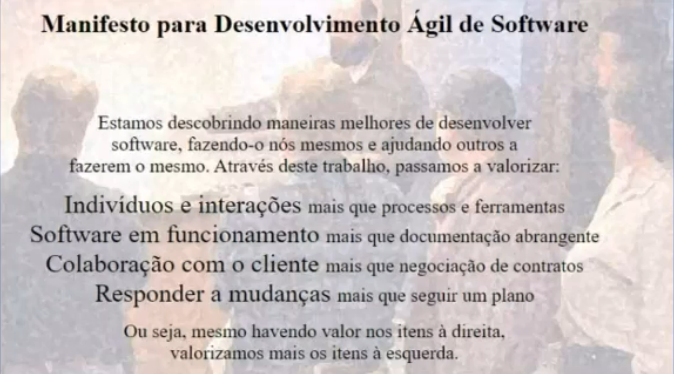 Manifesto para Desenvolvimento Ágil de Software
Estamos descobrindo maneiras melhores de desenvolver
software, fazendo-o nós mesmos e ajudando outros a
fazerem o mesmo. Através deste trabalho, passamos a valorizar:
Indivíduos e interações mais que processos e ferramentas
Software em funcionamento mais que documentação abrangente
Colaboração com o cliente mais que negociação de contratos
Responder a mudanças mais que seguir um plano
Ou seja, mesmo havendo valor nos itens à direita,
valorizamos mais os itens à esquerda.